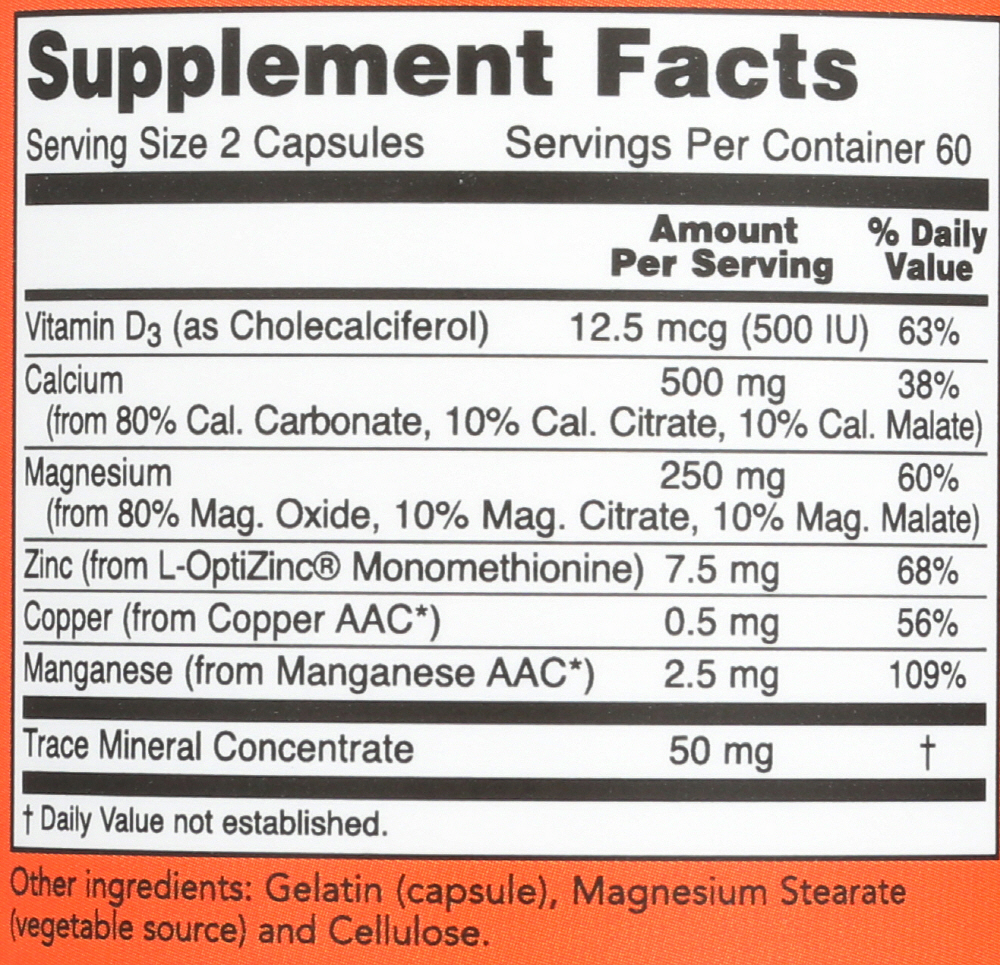 Supplement Facts
Serving Size 2 Capsules Servings Per Container 60
Amount Per Serving % Daily Value
Vitamin D3 (as Cholecalciferol) 12.5 mcg (500 IU) 63%
Calcium 500 mg 38%
(from 80% Cal. Carbonate, 10% Cal. Citrate, 10% Cal. Malate)
Magnesium 250 mg 60%
(from 80% Mag. Oxide, 10% Mag. Citrate, 10% Mag. Malate)
Zinc (from L-OptiZinc® Monomethionine) 7.5 mg 68%
Copper (from Copper AAC*) 0.5 mg 56%
Manganese (from Manganese AAC*) 2.5 mg 109%
Trace Mineral Concentrate 50 mg †
† Daily Value not established.
Other ingredients: Gelatin (capsule), Magnesium Stearate
(vegetable source) and Cellulose.